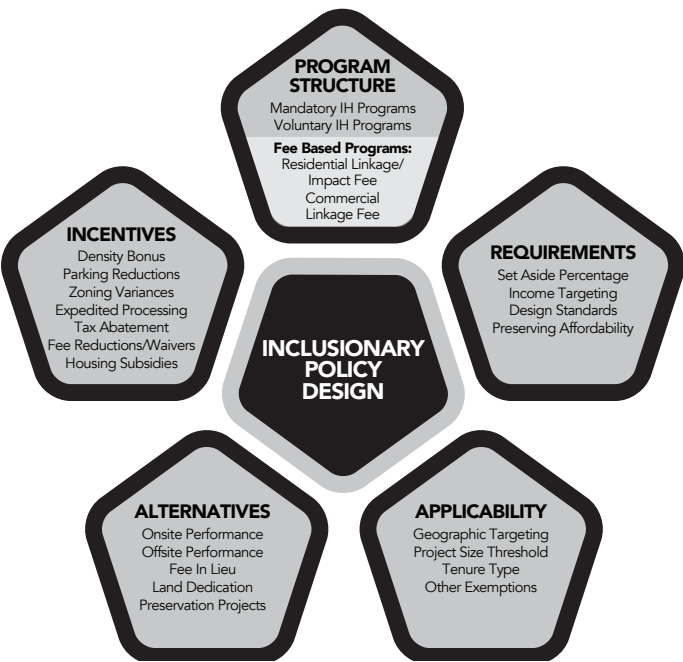 PROGRAM
STRUCTURE
Mandatory IH Programs
Voluntary IH Programs
Fee Based Programs:
Residential Linkage/
Impact Fee
Commercial
Linkage Fee
INCENTIVES
Density Bonus
Parking Reductions
Zoning Variances
Expedited Processing
Tax Abatement
Fee Reductions/Waivers
Housing Subsidies
REQUIREMENTS
Set Aside Percentage
Income Targeting
Design Standards
Preserving Affordability
INCLUSIONARY
POLICY
DESIGN
ALTERNATIVES
Onsite Performance
Offsite Performance
Fee In Lieu
Land Dedication
Preservation Projects
APPLICABILITY
Geographic Targeting
Project Size Threshold
Tenure Type
Other Exemptions